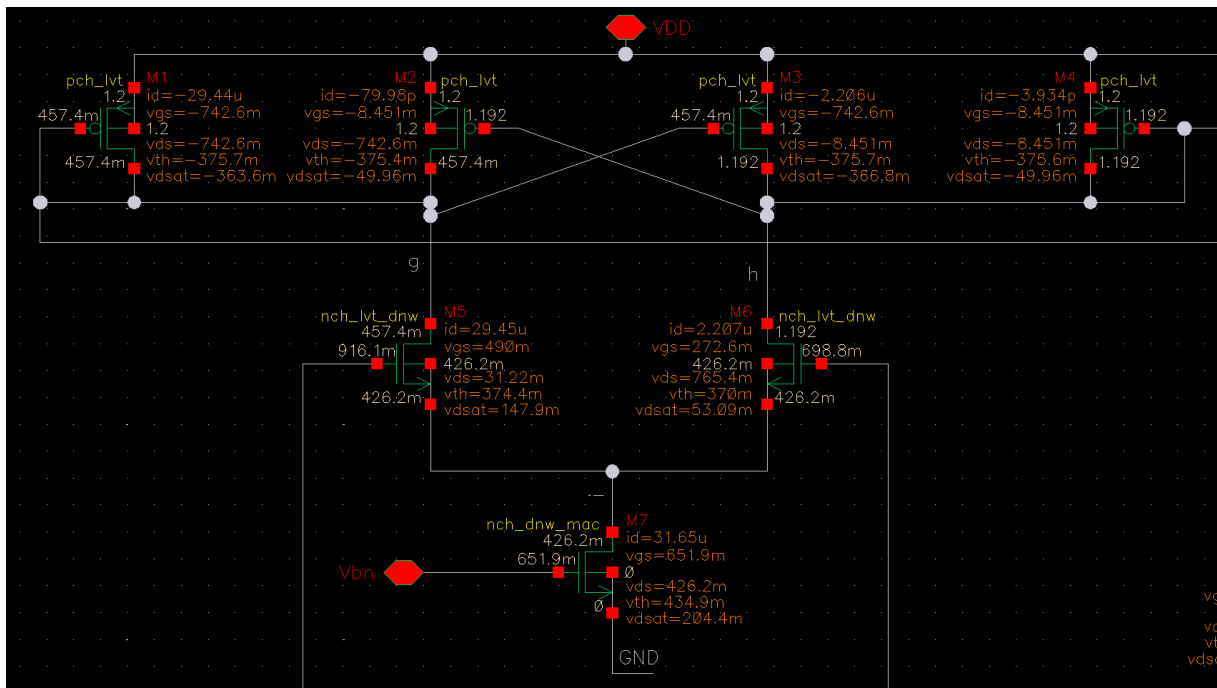 VDD
pch_lvt
M1
1.2
id=-29.44u
457.4m
vgs=-742.6m
1.2
vds=-742.6m
vth=-375.7m
457.4m
vdsat=-363.6m
M2
pch_lvt
id=-79.98p
1.2
vgs=-8.451m
1.192
1.2
vds=-742.6m
vth=-375.4m
457.4m
vdsat=-49.96m
pch_lvt
M3
1.2
id=-2.206u
457.4m
vgs=-742.6m
1.2
vds=-8.451m
vth=-375.7m
1.192
vdsat=-366.8m
M4
pch_lvt
id=-3.934p
1.2
vgs=-8.451m
1.192
1.2
vds=-8.451m
vth=-375.6m
1.192
vdsat=-49.96m
g
h
nch_lvt_dnw
M5
457.4m
id=29.45u
916.1m
vgs=490m
426.2m
vds=31.22m
vth=374.4m
426.2m
vdsat=147.9m
M6
nch_lvt_dnw
id=2.207u
1.192
vgs=272.6m
698.8m
426.2m
vds=765.4m
vth=370m
426.2m
vdsat=53.09m
nch_dnw_mac
M7
426.2m
id=31.65u
651.9m
vgs=651.9m
Vbn
0
vds=426.2m
vth=434.9m
0
vdsat=204.4m
GND